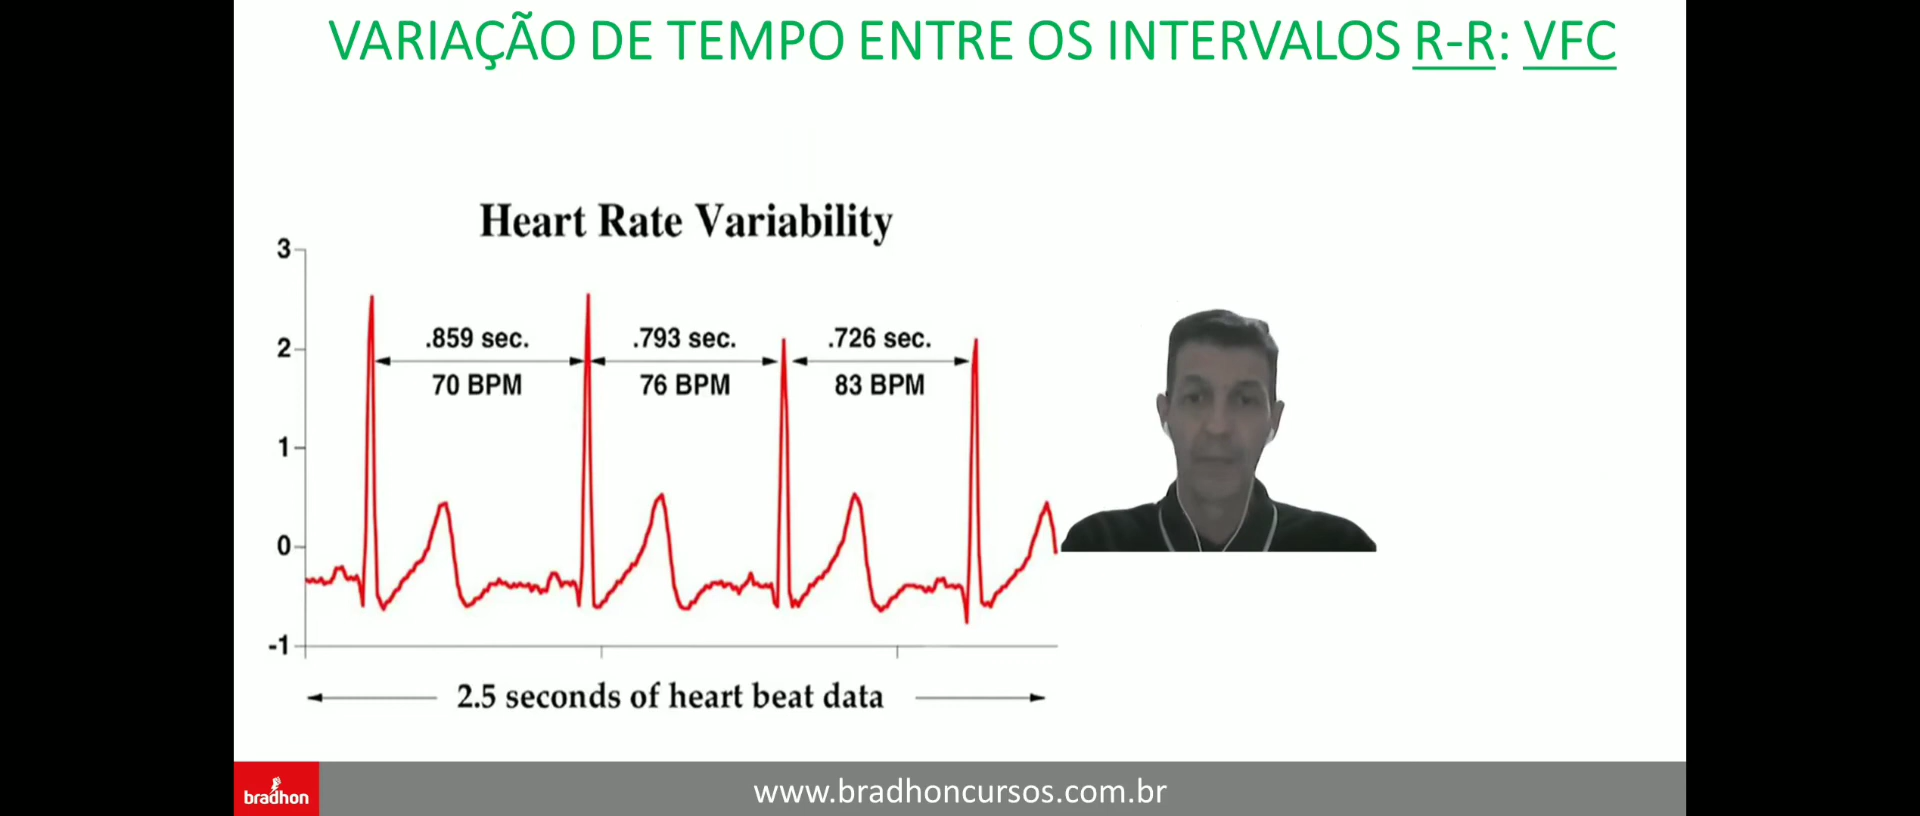 VARIAÇÃO DE TEMPO ENTRE OS INTERVALOS R-R: VFC
Heart Rate Variability
3
2
1
0
-1
.859 sec.
70 BPM
.793 sec.
76 BPM
.726 sec.
83 BPM
2.5 seconds of heart beat data
bradhon
www.bradhoncursos.com.br